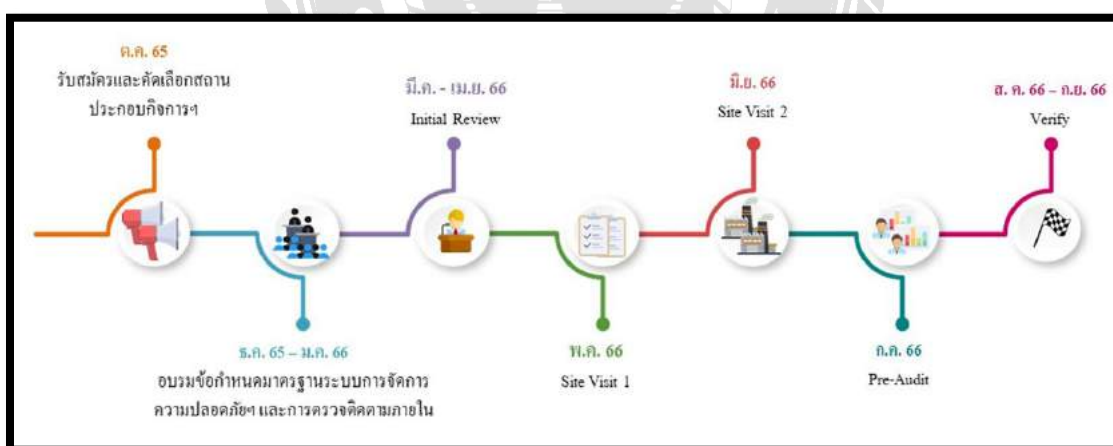 ต.ค. 65
รับสมัครและคัดเลือกสถาน
ประกอบกิจการฯ
ธ.ค. 65 – ม.ค. 66
อบรมข้อกำหนดมาตรฐานระบบการจัดการ
ความปลอดภัยฯ และการตรวจติดตามภายใน
มี.ค. - เม.ย. 66
Initial Review
พ.ค. 66
Site Visit 1
มิ.ย. 66
Site Visit 2
ก.ค. 66
Pre-Audit
ส. ค. 66 – ก.ย. 66
Verify